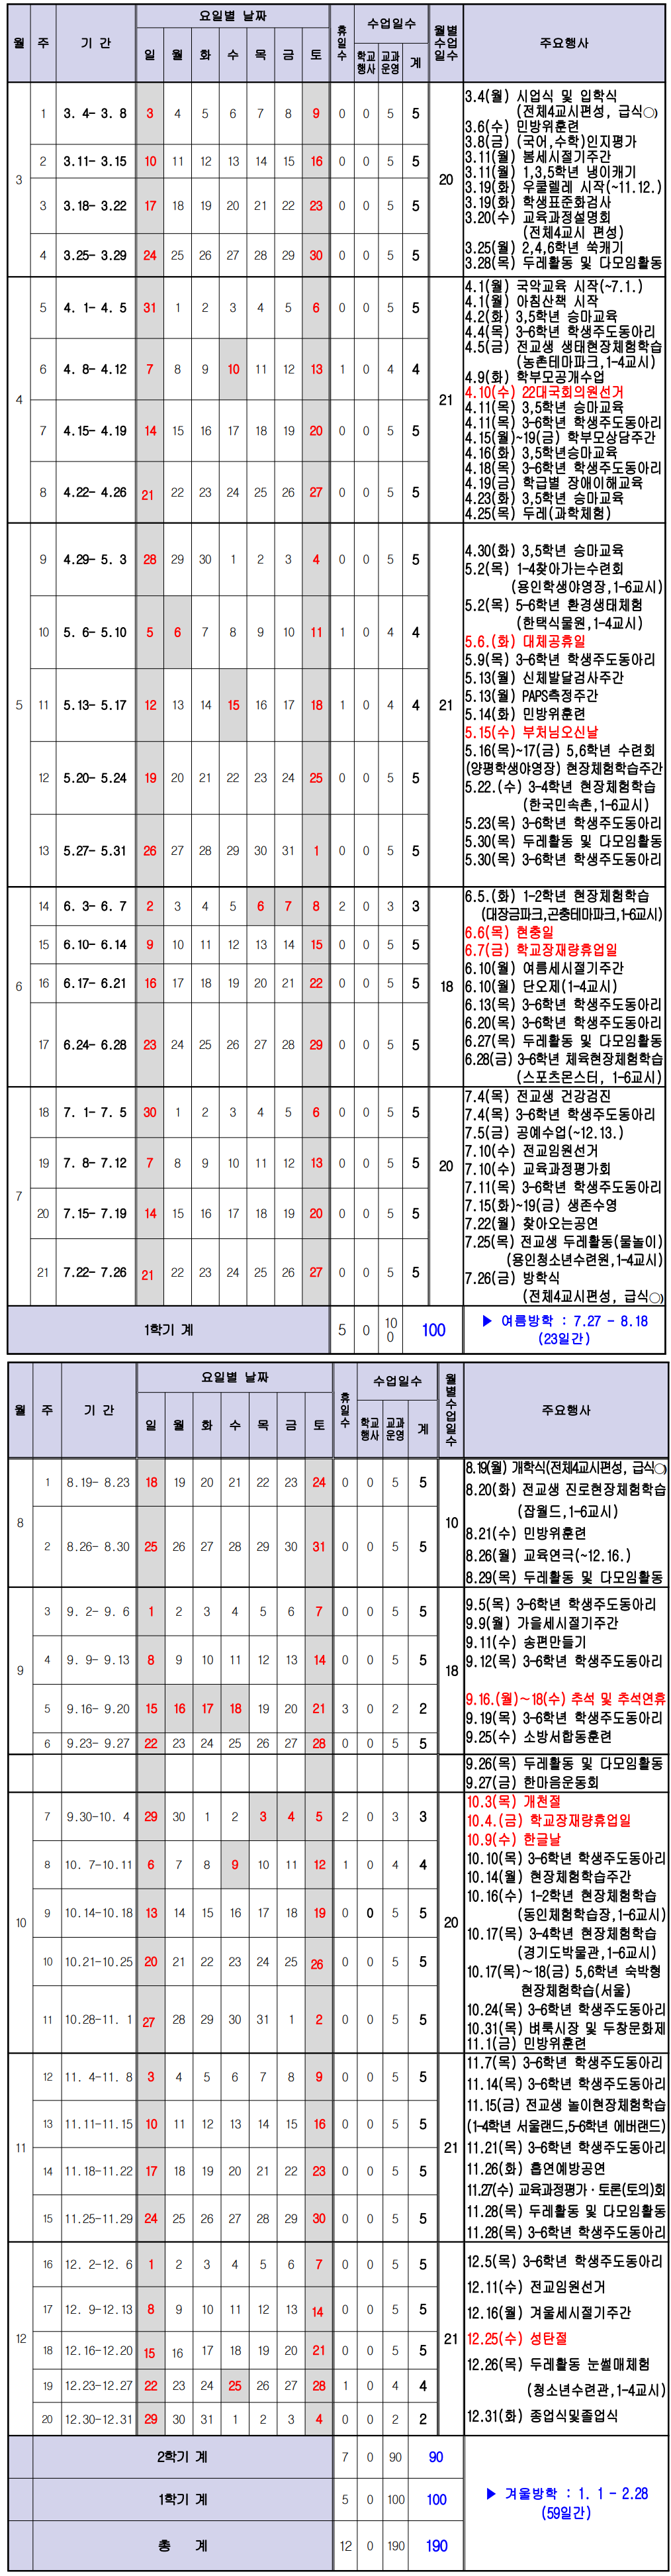 월 주 기 간 요일별 날짜 휴일수 수업일수 월별수업일수 주요행사
일 월 화 수 목 금 토 학교행사 교과운영 계
3
1 3. 4- 3. 8 3 4 5 6 7 8 9 0 0 5 5
2 3.11- 3.15 10 11 12 13 14 15 16 0 0 5 5
3 3.18- 3.22 17 18 19 20 21 22 23 0 0 5 5
4 3.25- 3.29 24 25 26 27 28 29 30 0 0 5 5
20
3.4(월) 시업식 및 입학식
(전체4교시편성, 급식○)
3.6(수) 민방위훈련
3.8(금) (국어,수학)인지평가
3.11(월) 봄세시절기주간
3.11(월) 1,3,5학년 냉이캐기
3.19(화) 우쿨렐레 시작(~11.12.)
3.19(화) 학생표준화검사
3.20(수) 교육과정설명회
(전체4교시 편성)
3.25(월) 2,4,6학년 쑥캐기
3.28(목) 두레활동 및 다모임활동
4
5 4. 1- 4. 5 31 1 2 3 4 5 6 0 0 5 5
6 4. 8- 4.12 7 8 9 10 11 12 13 1 0 4 4
7 4.15- 4.19 14 15 16 17 18 19 20 0 0 5 5
8 4.22- 4.26 21 22 23 24 25 26 27 0 0 5 5
21
4.1(월) 국악교육 시작(~7.1.)
4.1(월) 아침산책 시작
4.2(화) 3,5학년 승마교육
4.4(목) 3-6학년 학생주도동아리
4.5(금) 전교생 생태현장체험학습
(농촌테마파크,1-4교시)
4.9(화) 학부모공개수업
4.10(수) 22대국회의원선거
4.11(목) 3,5학년 승마교육
4.11(목) 3-6학년 학생주도동아리
4.15(월)~19(금) 학부모상담주간
4.16(화) 3,5학년승마교육
4.18(목) 3-6학년 학생주도동아리
4.19(금) 학급별 장애이해교육
4.23(화) 3,5학년 승마교육
4.25(목) 두레(과학체험)
5
9 4.29- 5. 3 28 29 30 1 2 3 4 0 0 5 5
10 5. 6- 5.10 5 6 7 8 9 10 11 1 0 4 4
11 5.13- 5.17 12 13 14 15 16 17 18 1 0 4 4
12 5.20- 5.24 19 20 21 22 23 24 25 0 0 5 5
13 5.27- 5.31 26 27 28 29 30 31 1 0 0 5 5
21
4.30(화) 3,5학년 승마교육
5.2(목) 1-4찾아가는수련회
(용인학생야영장,1-6교시)
5.2(목) 5-6학년 환경생태체험
(한택식물원,1-4교시)
5.6.(화) 대체공휴일
5.9(목) 3-6학년 학생주도동아리
5.13(월) 신체발달검사주간
5.13(월) PAPS측정주간
5.14(화) 민방위훈련
5.15(수) 부처님오신날
5.16(목)~17(금) 5,6학년 수련회
(양평학생야영장) 현장체험학습주간
5.22.(수) 3-4학년 현장체험학습
(한국민속촌,1-6교시)
5.23(목) 3-6학년 학생주도동아리
5.30(목) 두레활동 및 다모임활동
5.30(목) 3-6학년 학생주도동아리
6
14 6. 3- 6. 7 2 3 4 5 6 7 8 2 0 3 3
15 6.10- 6.14 9 10 11 12 13 14 15 0 0 5 5
16 6.17- 6.21 16 17 18 19 20 21 22 0 0 5 5
17 6.24- 6.28 23 24 25 26 27 28 29 0 0 5 5
18
6.5.(화) 1-2학년 현장체험학습
(대장금파크,곤충테마파크,1-6교시)
6.6(목) 현충일
6.7(금) 학교장재량휴업일
6.10(월) 여름세시절기주간
6.10(월) 단오제(1-4교시)
6.13(목) 3-6학년 학생주도동아리
6.20(목) 3-6학년 학생주도동아리
6.27(목) 두레활동 및 다모임활동
6.28(금) 3-6학년 체육현장체험학습
(스포츠몬스터, 1-6교시)
7
18 7. 1- 7. 5 30 1 2 3 4 5 6 0 0 5 5
19 7. 8- 7.12 7 8 9 10 11 12 13 0 0 5 5
20 7.15- 7.19 14 15 16 17 18 19 20 0 0 5 5
21 7.22- 7.26 21 22 23 24 25 26 27 0 0 5 5
20
7.4(목) 전교생 건강검진
7.4(목) 3-6학년 학생주도동아리
7.5(금) 공예수업(~12.13.)
7.10(수) 전교임원선거
7.10(수) 교육과정평가회
7.11(목) 3-6학년 학생주도동아리
7.15(화)~19(금) 생존수영
7.22(월) 찾아오는공연
7.25(목) 전교생 두레활동(물놀이)
(용인청소년수련원,1-4교시)
7.26(금) 방학식
(전체4교시편성, 급식○)
1학기 계 5 0 100 100
▶ 여름방학 : 7.27 - 8.18
(23일간)
월 주 기 간 요일별 날짜 휴일수 수업일수 월별수업일수 주요행사
일 월 화 수 목 금 토 학교행사 교과운영 계
8
1 8.19- 8.23 18 19 20 21 22 23 24 0 0 5 5
2 8.26- 8.30 25 26 27 28 29 30 31 0 0 5 5
10
8.19(월) 개학식(전체4교시편성, 급식○)
8.20(화) 전교생 진로현장체험학습
(잡월드,1-6교시)
8.21(수) 민방위훈련
8.26(월) 교육연극(~12.16.)
8.29(목) 두레활동 및 다모임활동
9
3 9. 2- 9. 6 1 2 3 4 5 6 7 0 0 5 5
4 9. 9- 9.13 8 9 10 11 12 13 14 0 0 5 5
5 9.16- 9.20 15 16 17 18 19 20 21 3 0 2 2
6 9.23- 9.27 22 23 24 25 26 27 28 0 0 5 5
18
9.5(목) 3-6학년 학생주도동아리
9.9(월) 가을세시절기주간
9.11(수) 송편만들기
9.12(목) 3-6학년 학생주도동아리
9.16.(월)~18(수) 추석 및 추석연휴
9.19(목) 3-6학년 학생주도동아리
9.25(수) 소방서합동훈련
9.26(목) 두레활동 및 다모임활동
9.27(금) 한마음운동회
10
7 9.30-10. 4 29 30 1 2 3 4 5 2 0 3 3
8 10. 7-10.11 6 7 8 9 10 11 12 1 0 4 4
9 10.14-10.18 13 14 15 16 17 18 19 0 0 5 5
10 10.21-10.25 20 21 22 23 24 25 26 0 0 5 5
11 10.28-11. 1 27 28 29 30 31 1 2 0 0 5 5
20
10.3(목) 개천절
10.4.(금) 학교장재량휴업일
10.9(수) 한글날
10.10(목) 3-6학년 학생주도동아리
10.14(월) 현장체험학습주간
10.16(수) 1-2학년 현장체험학습
(동인체험학습장,1-6교시)
10.17(목) 3-4학년 현장체험학습
(경기도박물관,1-6교시)
10.17(목)~18(금) 5,6학년 숙박형
현장체험학습(서울)
10.24(목) 3-6학년 학생주도동아리
10.31(목) 벼룩시장 및 두창문화제
11.1(금) 민방위훈련
11
12 11. 4-11. 8 3 4 5 6 7 8 9 0 0 5 5
13 11.11-11.15 10 11 12 13 14 15 16 0 0 5 5
14 11.18-11.22 17 18 19 20 21 22 23 0 0 5 5
15 11.25-11.29 24 25 26 27 28 29 30 0 0 5 5
21
11.7(목) 3-6학년 학생주도동아리
11.14(목) 3-6학년 학생주도동아리
11.15(금) 전교생 놀이현장체험학습
(1-4학년 서울랜드,5-6학년 에버랜드)
11.21(목) 3-6학년 학생주도동아리
11.26(화) 흡연예방공연
11.27(수) 교육과정평가·토론(토의)회
11.28(목) 두레활동 및 다모임활동
11.28(목) 3-6학년 학생주도동아리
12
16 12. 2-12. 6 1 2 3 4 5 6 7 0 0 5 5
17 12. 9-12.13 8 9 10 11 12 13 14 0 0 5 5
18 12.16-12.20 15 16 17 18 19 20 21 0 0 5 5
19 12.23-12.27 22 23 24 25 26 27 28 1 0 4 4
20 12.30-12.31 29 30 31 1 2 3 4 0 0 2 2
21
12.5(목) 3-6학년 학생주도동아리
12.11(수) 전교임원선거
12.16(월) 겨울세시절기주간
12.25(수) 성탄절
12.26(목) 두레활동 눈썰매체험
(청소년수련관,1-4교시)
12.31(화) 종업식및졸업식
2학기 계 7 0 90 90
1학기 계 5 0 100 100
총 계 12 0 190 190
▶ 겨울방학 : 1. 1 - 2.28
(59일간)